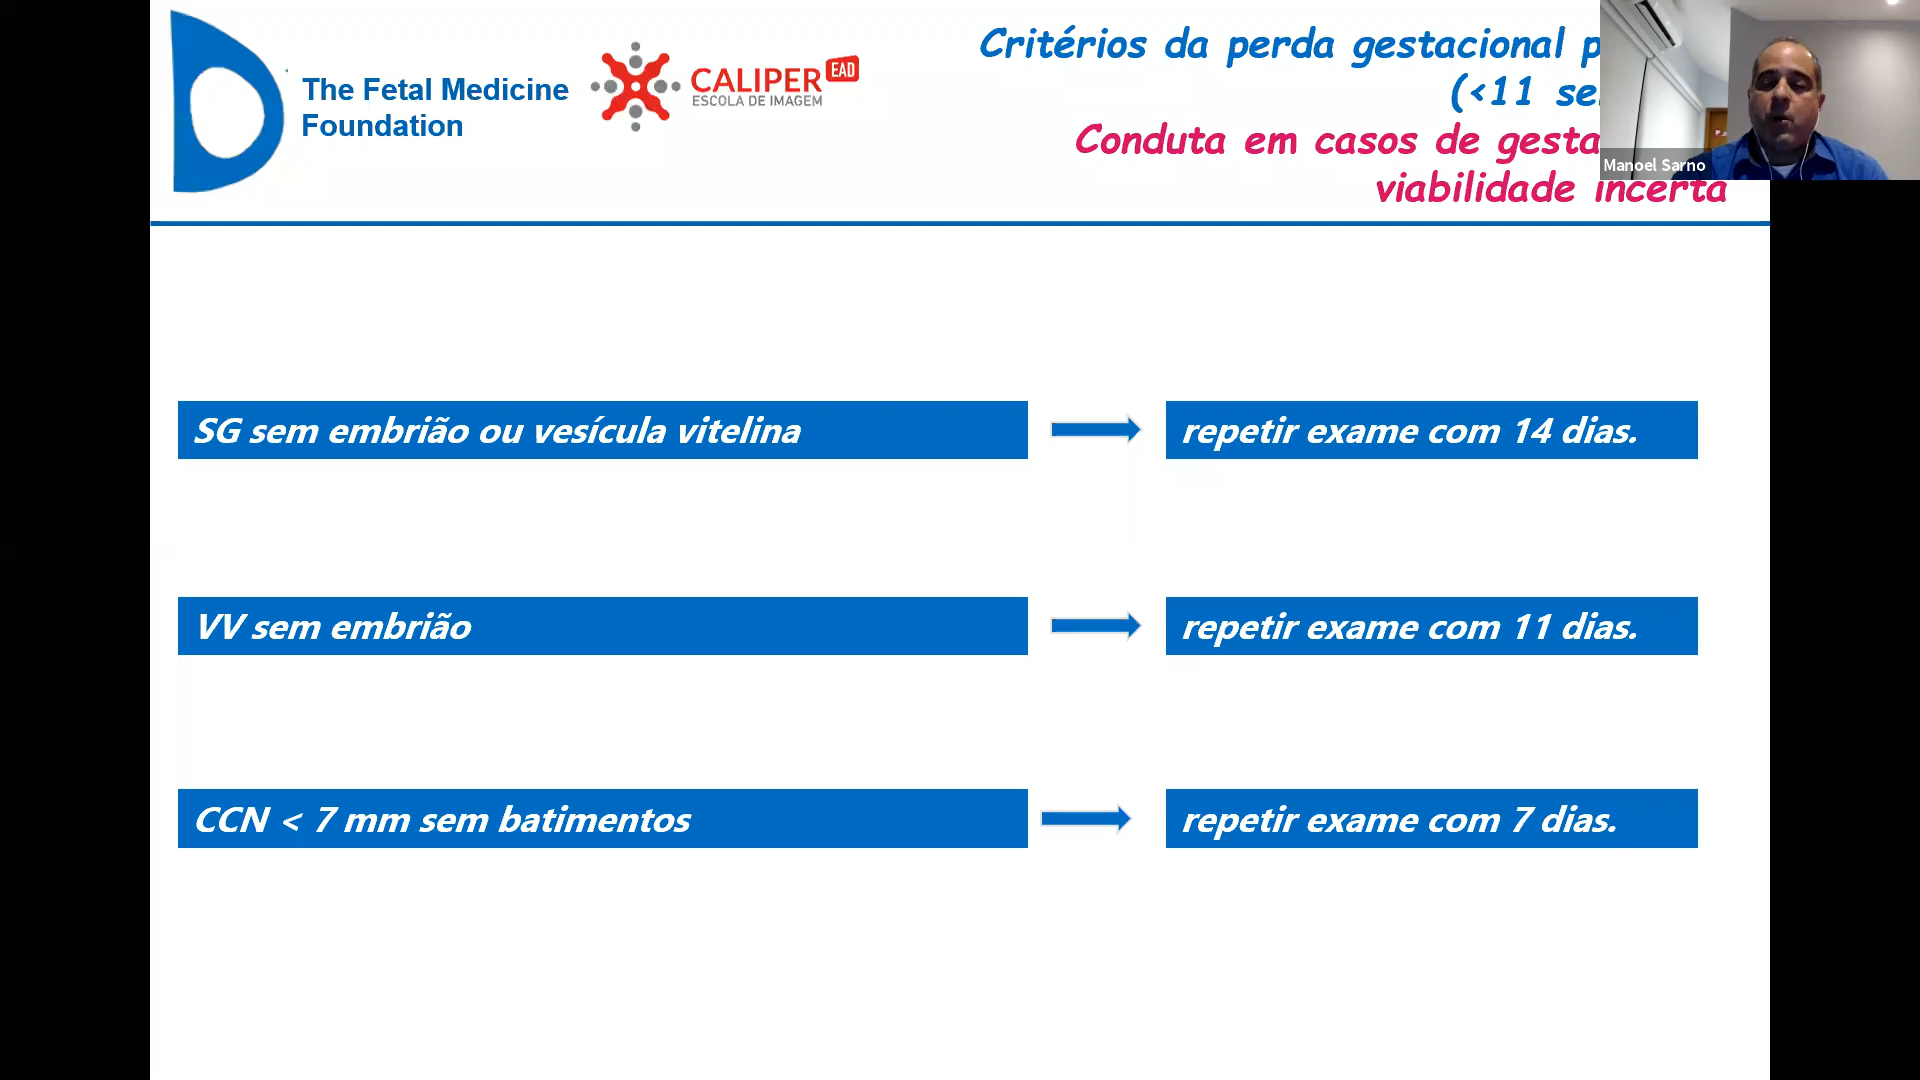 The Fetal Medicine
Foundation
CALIPER EAD
ESCOLA DE IMAGEM
Critérios da perda gestacional
(<11
Conduta em casos de
viabilidade incerta
Manoel Sarno
SG sem embrião ou vesícula vitelina
repetir exame com 14 dias.
VV sem embrião
repetir exame com 11 dias.
CCN < 7 mm sem batimentos
repetir exame com 7 dias.